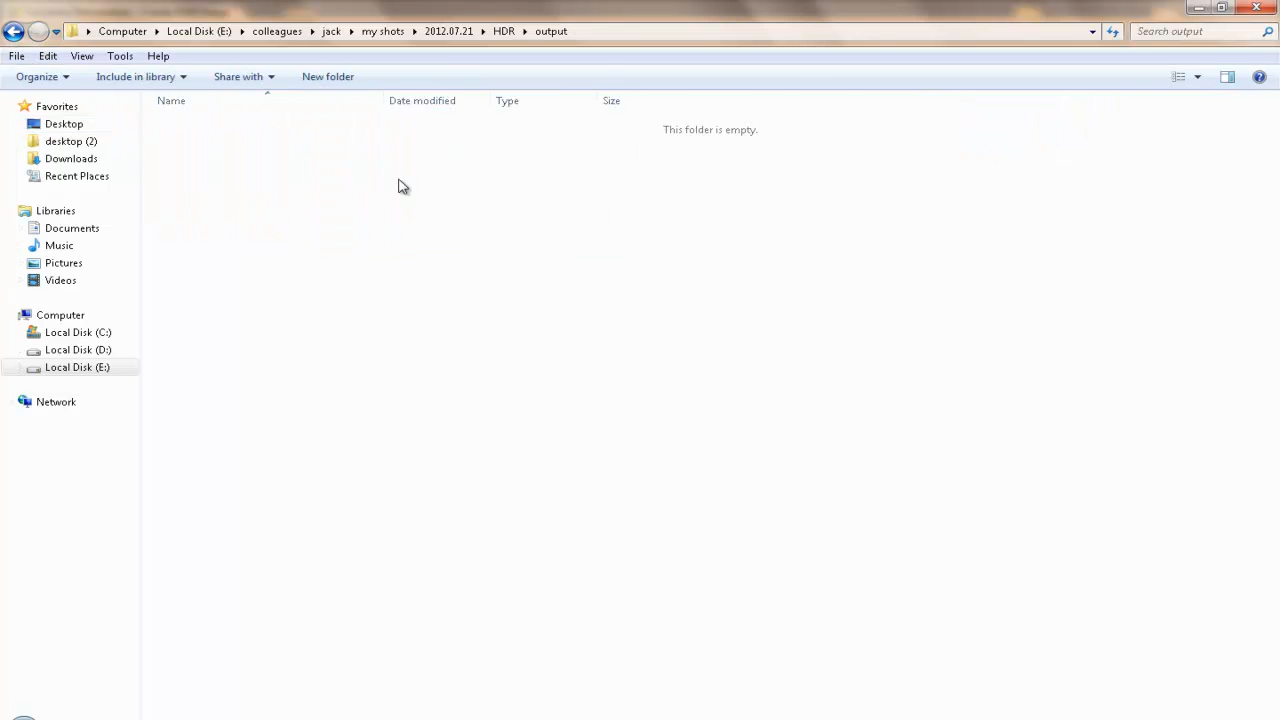 Computer Local Disk (E:) colleagues jack my shots 2012.07.21 HDR output Search output
File Edit View Tools Help
Organize Include in library Share with New folder
Name Date modified Type Size
This folder is empty.
Favorites
Desktop
desktop (2)
Downloads
Recent Places
Libraries
Documents
Music
Pictures
Videos
Computer
Local Disk (C:)
Local Disk (D:)
Local Disk (E:)
Network